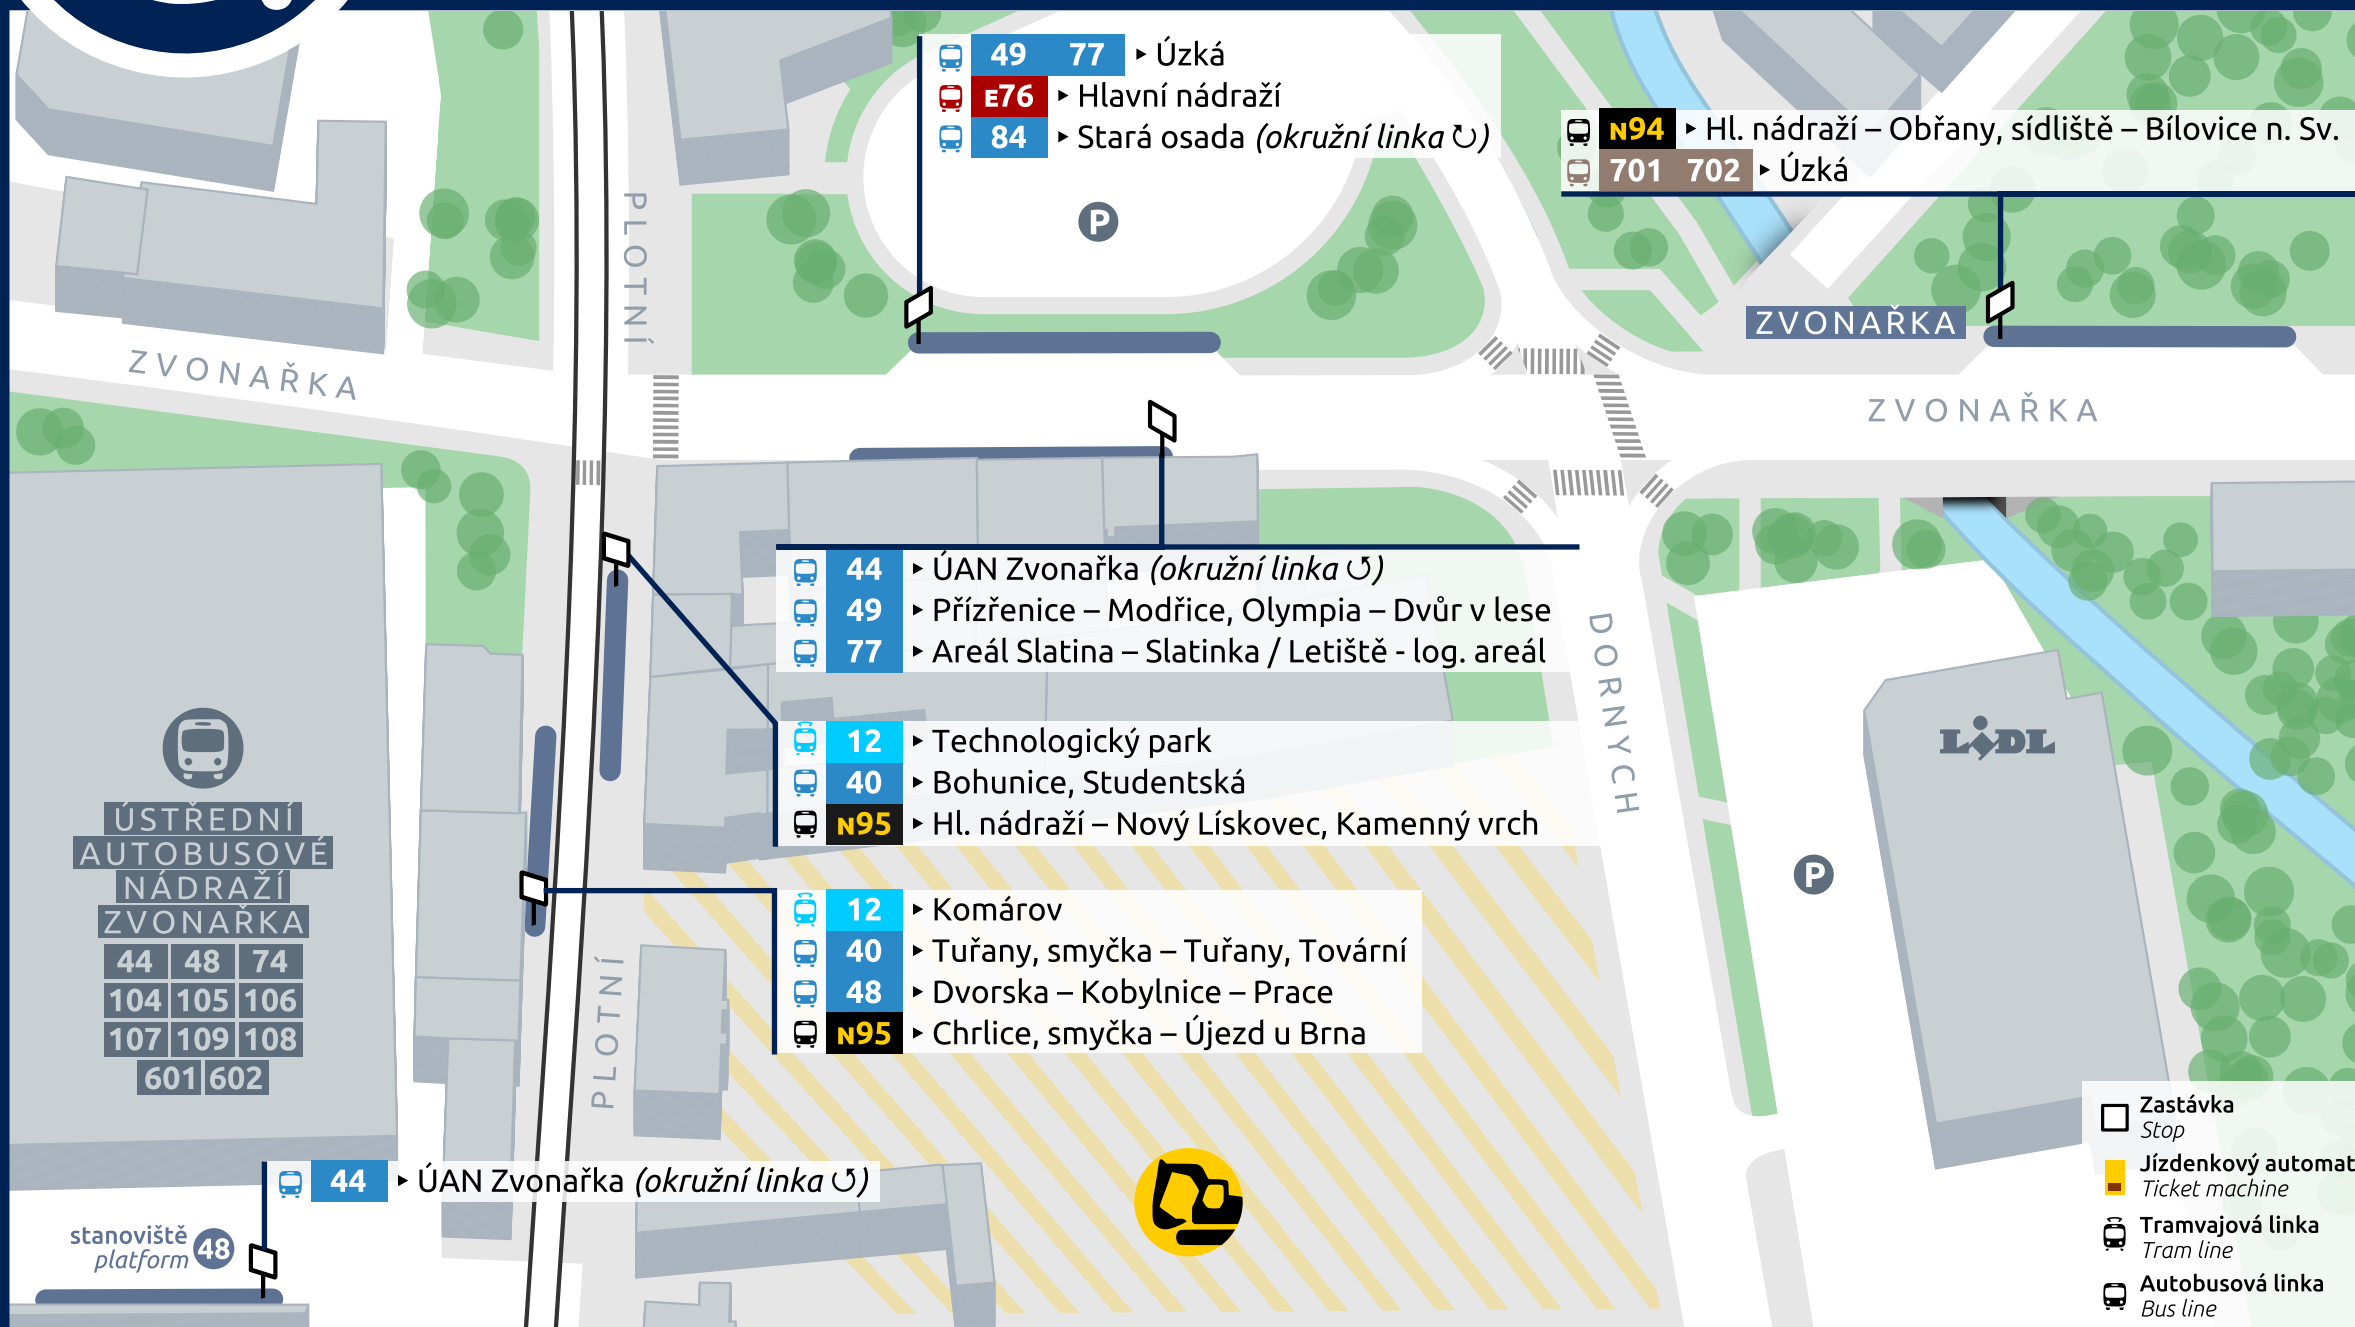 49 77 ▸ Úzká
E76 ▸ Hlavní nádraží
84 ▸ Stará osada (okružní linka ↻)
N94 ▸ Hl. nádraží – Obřany, sídliště – Bílovice n. Sv.
701 702 ▸ Úzká
P
PLOTNÍ
ZVONAŘKA
ZVONAŘKA
ZVONAŘKA
44 ▸ ÚAN Zvonařka (okružní linka ↺)
49 ▸ Přízřenice – Modřice, Olympia – Dvůr v lese
77 ▸ Areál Slatina – Slatinka / Letiště - log. areál
DORNYCH
12 ▸ Technologický park
40 ▸ Bohunice, Studentská
N95 ▸ Hl. nádraží – Nový Lískovec, Kamenný vrch
LIDL
P
12 ▸ Komárov
40 ▸ Tuřany, smyčka – Tuřany, Tovární
48 ▸ Dvorska – Kobylnice – Prace
N95 ▸ Chrlice, smyčka – Újezd u Brna
PLOTNÍ
ÚSTŘEDNÍ
AUTOBUSOVÉ
NÁDRAŽÍ
ZVONAŘKA
44 48 74
104 105 106
107 109 108
601 602
44 ▸ ÚAN Zvonařka (okružní linka ↺)
stanoviště
platform
48
Zastávka
Stop
Jízdenkový automat
Ticket machine
Tramvajová linka
Tram line
Autobusová linka
Bus line